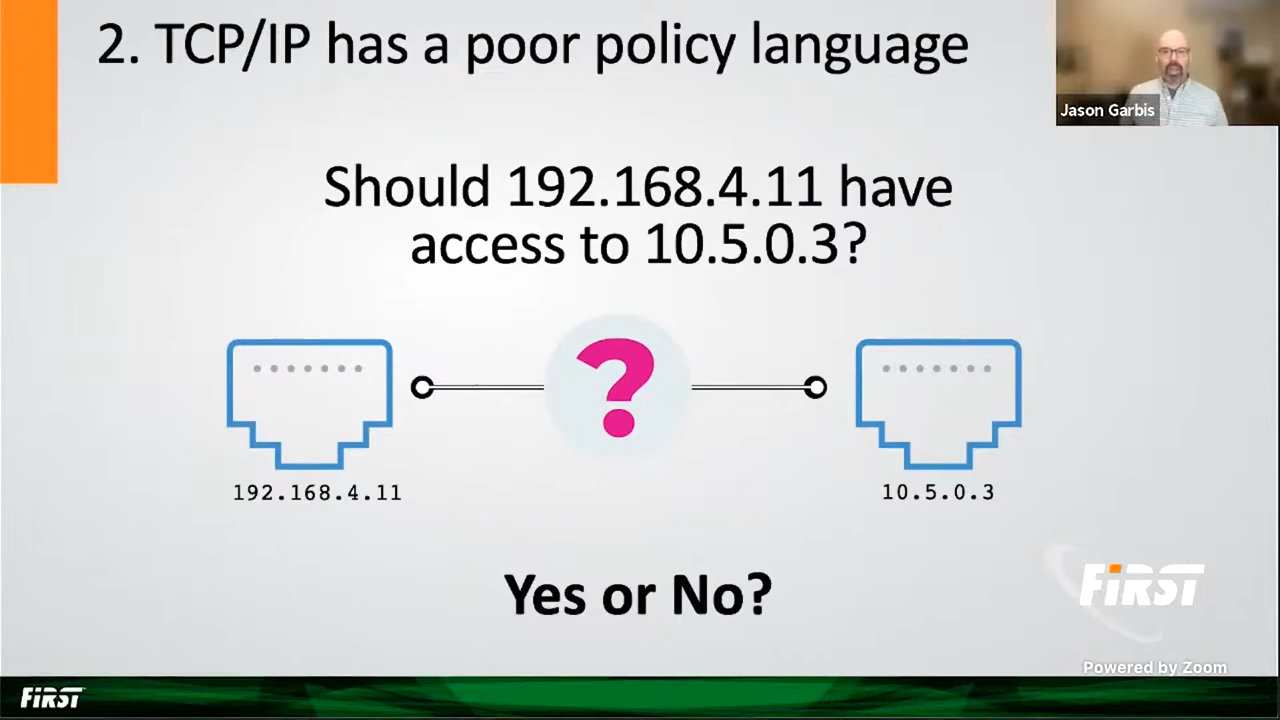 2. TCP/IP has a poor policy language
Jason Garbis
Should 192.168.4.11 have
access to 10.5.0.3?
?
192.168.4.11
10.5.0.3
Yes or No?
FiRST
Powered by Zoom
FiRST